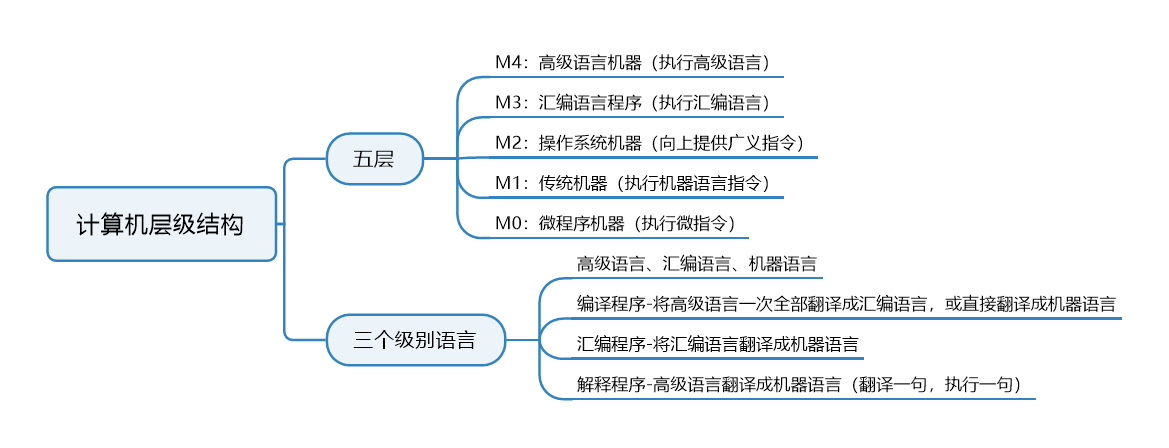 计算机层级结构
五层
M4：高级语言机器（执行高级语言）
M3：汇编语言程序（执行汇编语言）
M2：操作系统机器（向上提供广义指令）
M1：传统机器（执行机器语言指令）
M0：微程序机器（执行微指令）
三个级别语言
高级语言、汇编语言、机器语言
编译程序-将高级语言一次全部翻译成汇编语言，或直接翻译成机器语言
汇编程序-将汇编语言翻译成机器语言
解释程序-高级语言翻译成机器语言（翻译一句，执行一句）